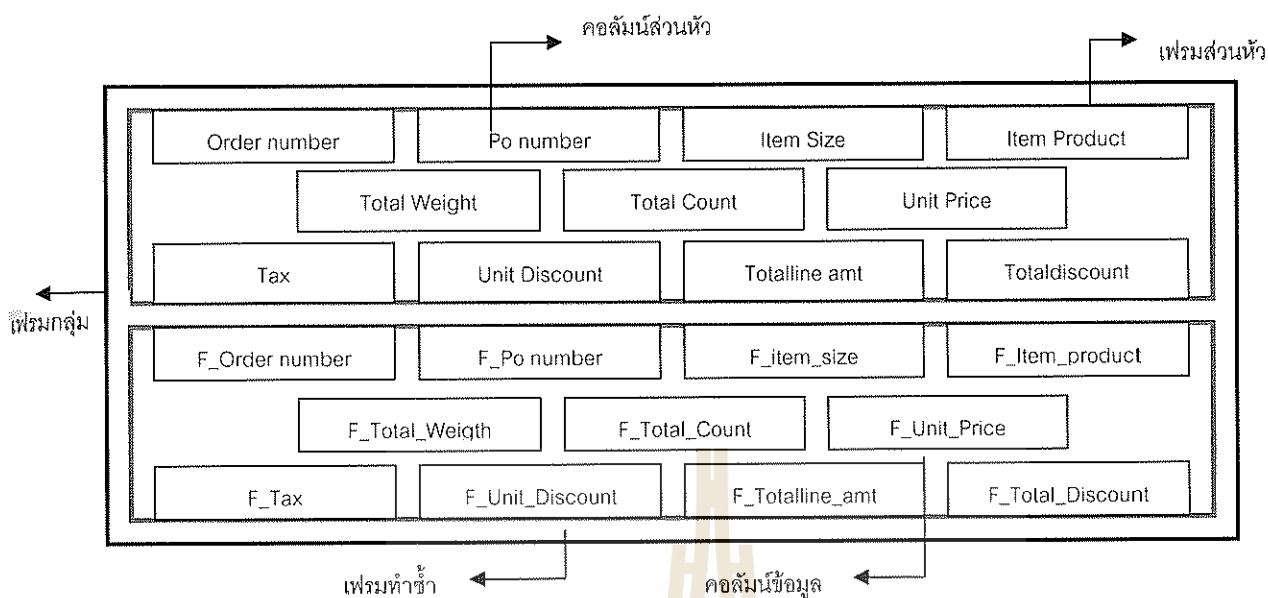 คอลัมน์ส่วนหัว
เฟรมส่วนหัว
Order number Po number Item Size Item Product
Total Weight Total Count Unit Price
Tax Unit Discount Totalline amt Totaldiscount
เฟรมกลุ่ม
F_Order number F_Po number F_item_size F_Item_product
F_Total_Weigth F_Total_Count F_Unit_Price
F_Tax F_Unit_Discount F_Totalline_amt F_Total_Discount
เฟรมทำซ้ำ คอลัมน์ข้อมูล